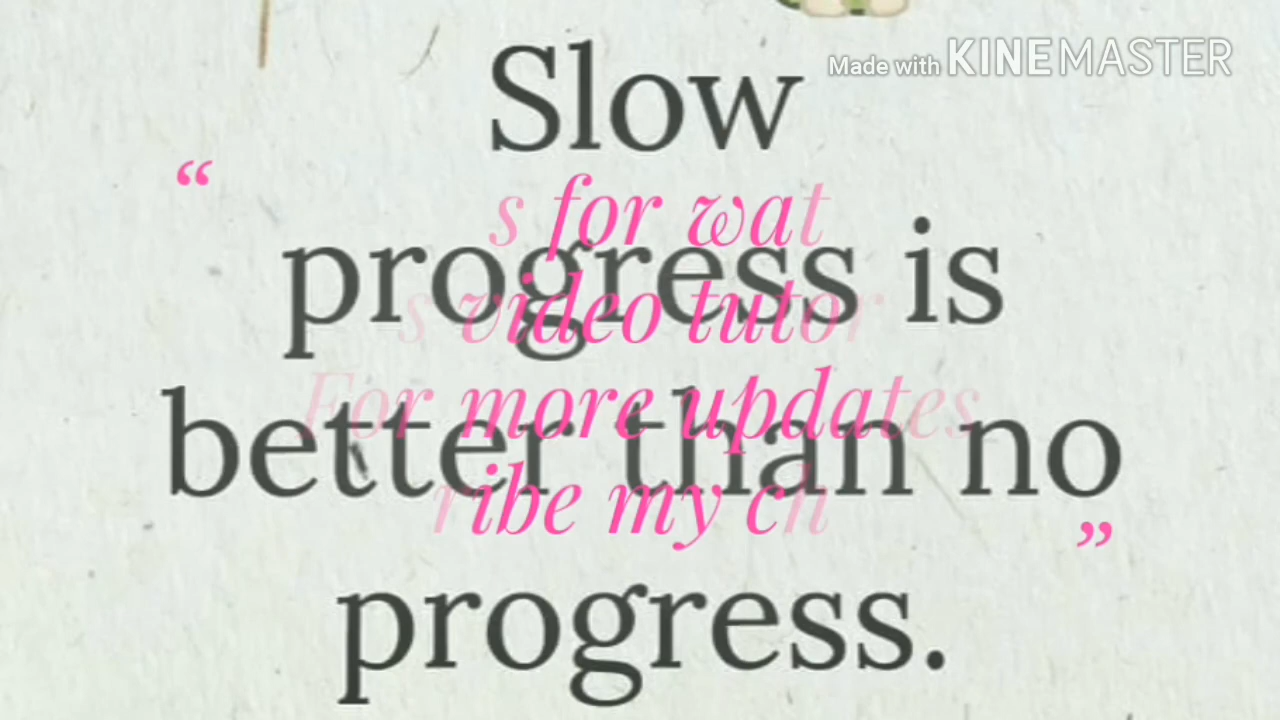 Made with KINEMASTER
Slow
progress is
better than no
progress.
“
s for wat
s video tutor
For more updates
ribe my ch
”